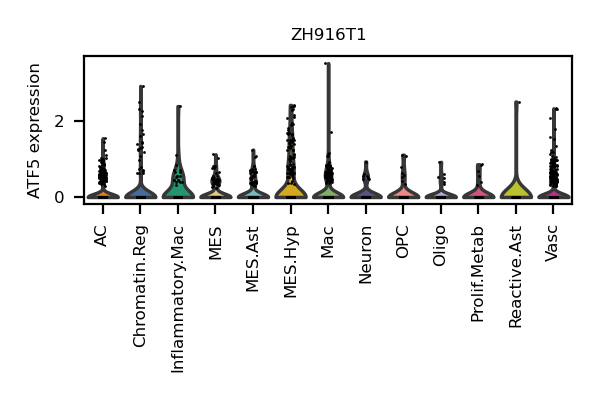 ZH916T1
ATF5 expression
2
0
AC
Chromatin.Reg
Inflammatory.Mac
MES
MES.Ast
MES.Hyp
Mac
Neuron
OPC
Oligo
Prolif.Metab
Reactive.Ast
Vasc